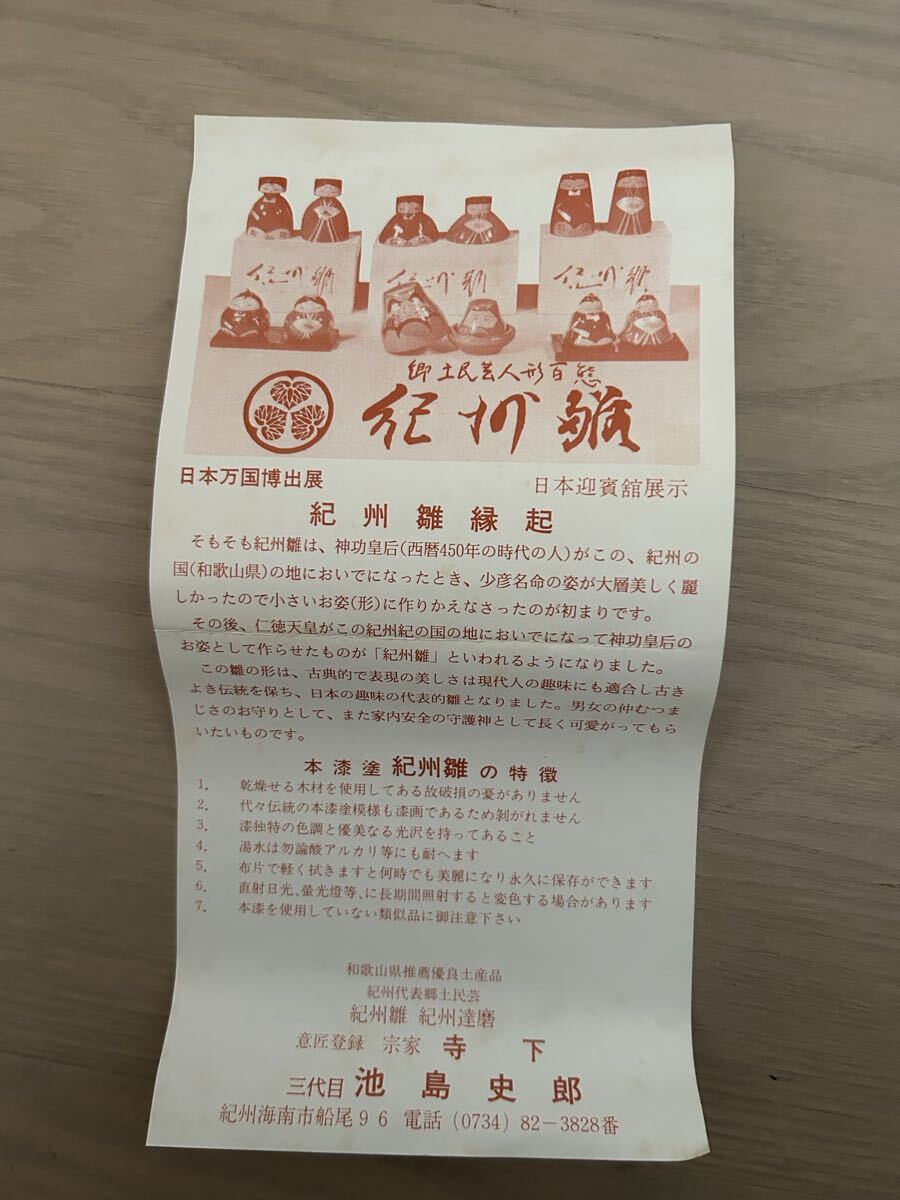 紀州雛
紀州雛
紀州雛
郷土民芸人形百態
紀州雛
日本万国博出展
日本迎賓舘展示
紀州雛縁起
そもそも紀州雛は、神功皇后(西暦450年の時代の人)がこの、紀州の
国(和歌山県)の地においでになったとき、少彦名命の姿が大層美しく麗
しかったので小さいお姿(形)に作りかえなさったのが初まりです。
その後、仁徳天皇がこの紀州紀の国の地においでになって神功皇后の
お姿として作らせたものが「紀州雛」といわれるようになりました。
この雛の形は、古典的で表現の美しさは現代人の趣味にも適合し古き
よき伝統を保ち、日本の趣味の代表的雛となりました。男女の仲むつま
じさのお守りとして、また家内安全の守護神として長く可愛がってもら
いたいものです。
本漆塗紀州雛の特徴
1. 乾燥せる木材を使用してある故破損の憂がありません
2. 代々伝統の本漆塗模様も漆画であるため剝がれません
3. 漆独特の色調と優美なる光沢を持ってあること
4. 湯水は勿論酸アルカリ等にも耐へます
5. 布片で軽く拭きますと何時でも美麗になり永久に保存ができます
6. 直射日光、螢光燈等、に長期間照射すると変色する場合があります
7. 本漆を使用していない類似品に御注意下さい
和歌山県推薦優良土産品
紀州代表郷土民芸
紀州雛 紀州達磨
意匠登録 宗家 寺下
三代目 池島史郎
紀州海南市船尾96 電話(0734)82-3828番